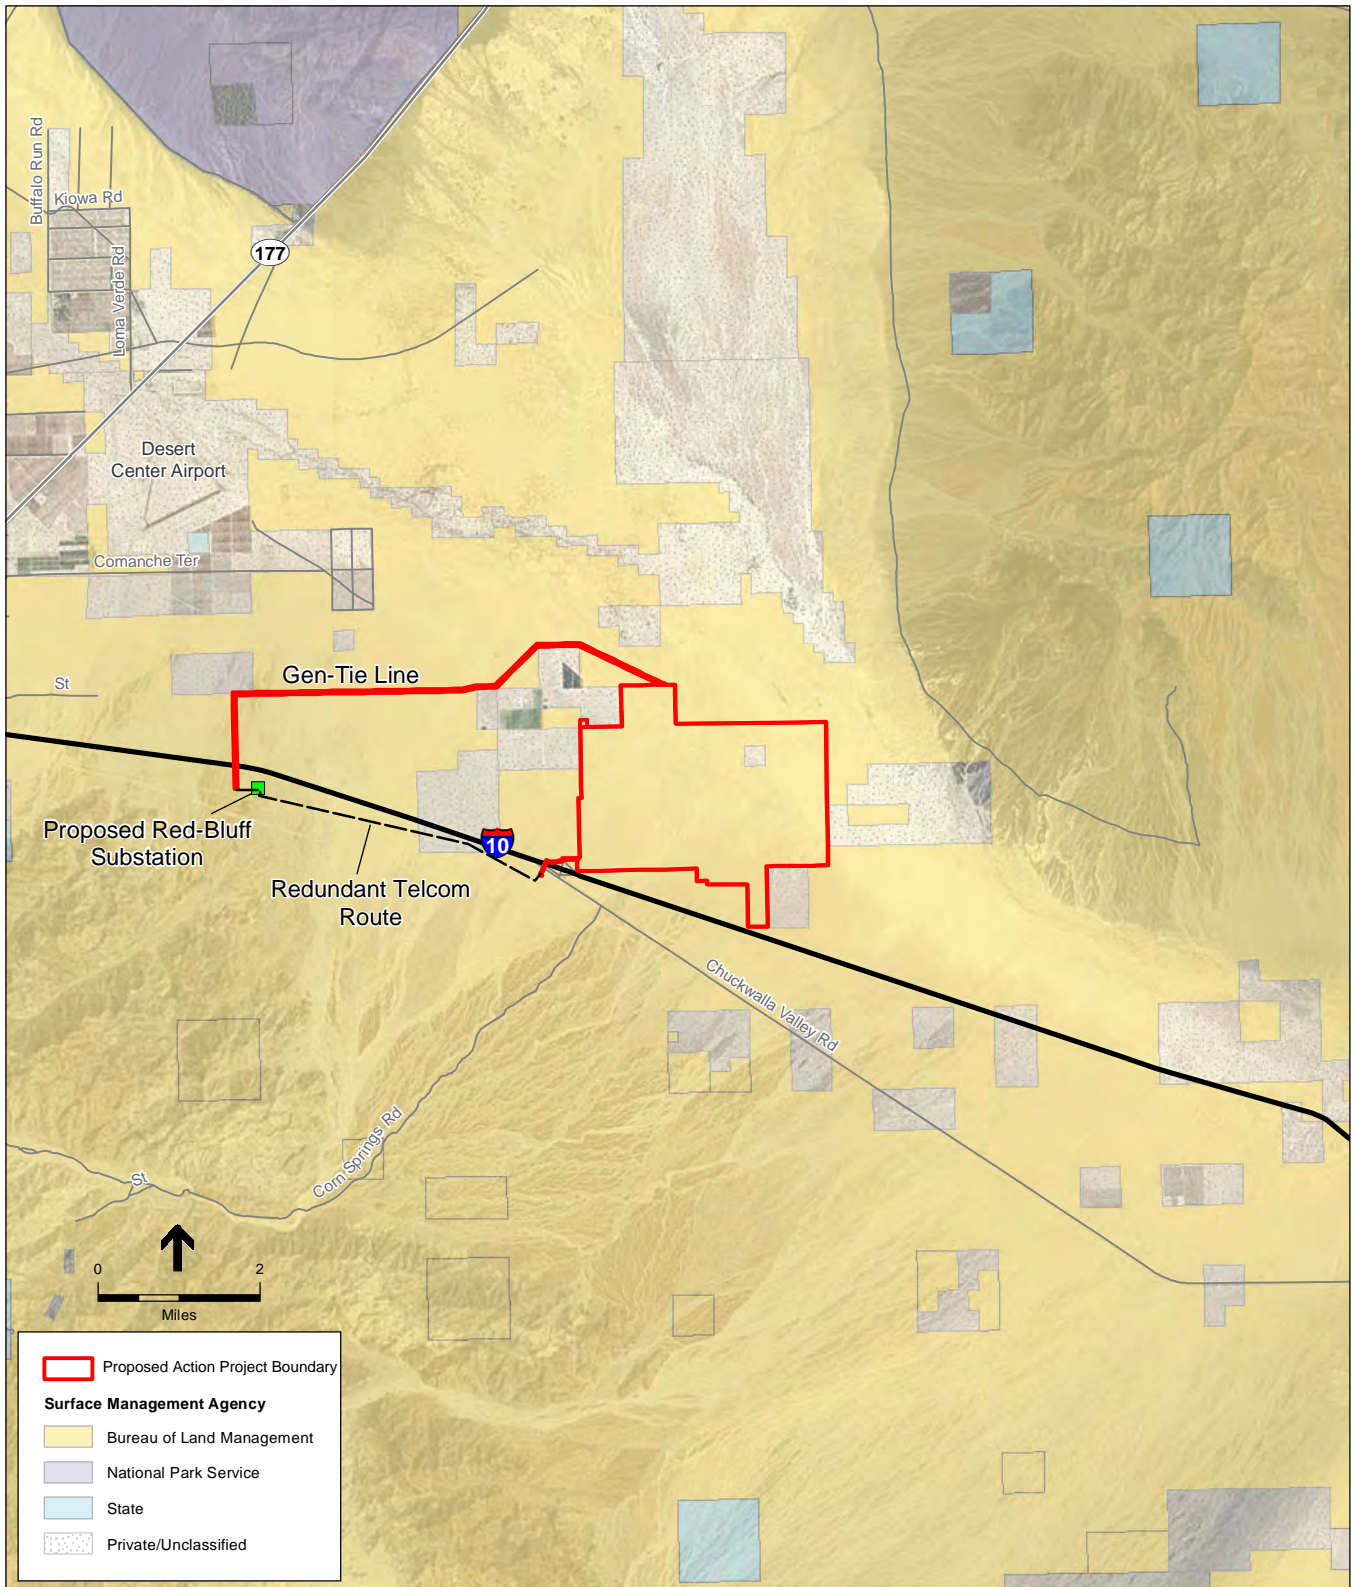 Buffalo Run Rd
Kiowa Rd
Loma Verde Rd
177
Desert
Center Airport
Comanche Ter
St
Gen-Tie Line
Proposed Red-Bluff
Substation
10
Redundant Telcom
Route
Chuckwalla Valley Rd
Corn Springs Rd
St
0
2
Miles
Proposed Action Project Boundary
Surface Management Agency
Bureau of Land Management
National Park Service
State
Private/Unclassified